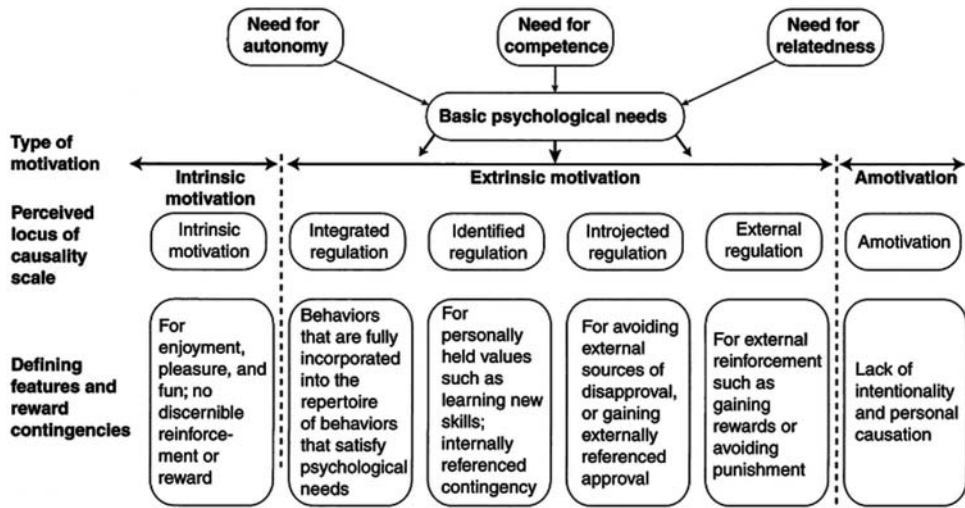 Need for
autonomy
Need for
competence
Need for
relatedness
Basic psychological needs
Type of
motivation
Intrinsic
motivation
Extrinsic motivation
Amotivation
Perceived
locus of
causality
scale
Intrinsic
motivation
Integrated
regulation
Identified
regulation
Introjected
regulation
External
regulation
Amotivation
Defining
features and
reward
contingencies
For
enjoyment,
pleasure, and
fun; no
discernible
reinforce-
ment or
reward
Behaviors
that are fully
incorporated
into the
repertoire
of behaviors
that satisfy
psychological
needs
For
personally
held values
such as
learning new
skills;
internally
referenced
contingency
For avoiding
external
sources of
disapproval,
or gaining
externally
referenced
approval
For external
reinforcement
such as
gaining
rewards or
avoiding
punishment
Lack of
intentionality
and personal
causation